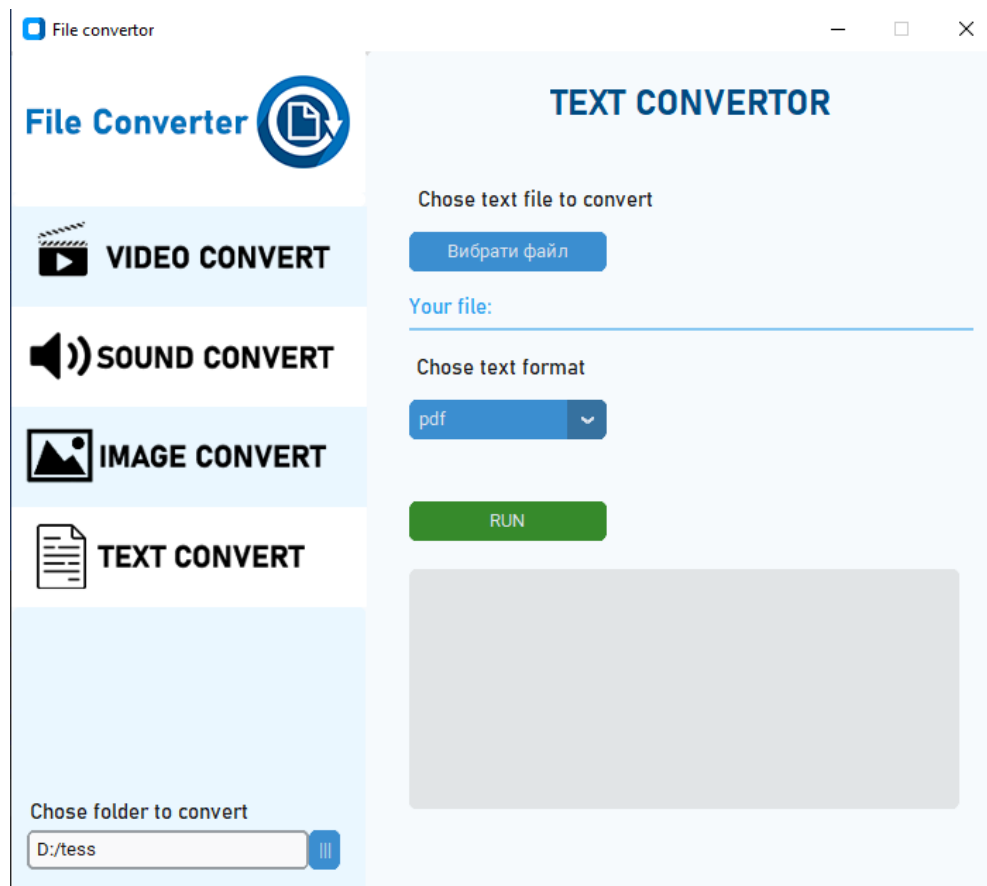 File convertor
File Converter
VIDEO CONVERT
SOUND CONVERT
IMAGE CONVERT
TEXT CONVERT
Chose folder to convert
D:/tess
TEXT CONVERTOR
Chose text file to convert
Вибрати файл
Your file:
Chose text format
pdf
RUN